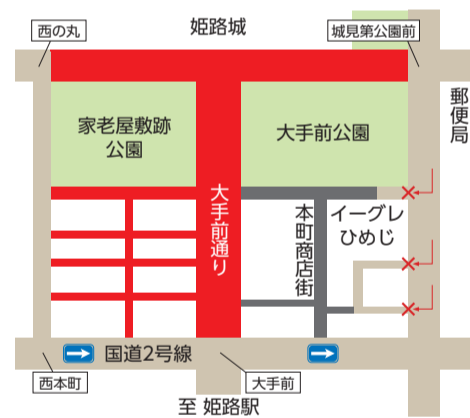 姫路城
西の丸
城見第公園前
郵便局
家老屋敷跡
公園
大手前公園
大手前通り
本町商店街
イーグレ
ひめじ
国道2号線
西本町
大手前
至 姫路駅